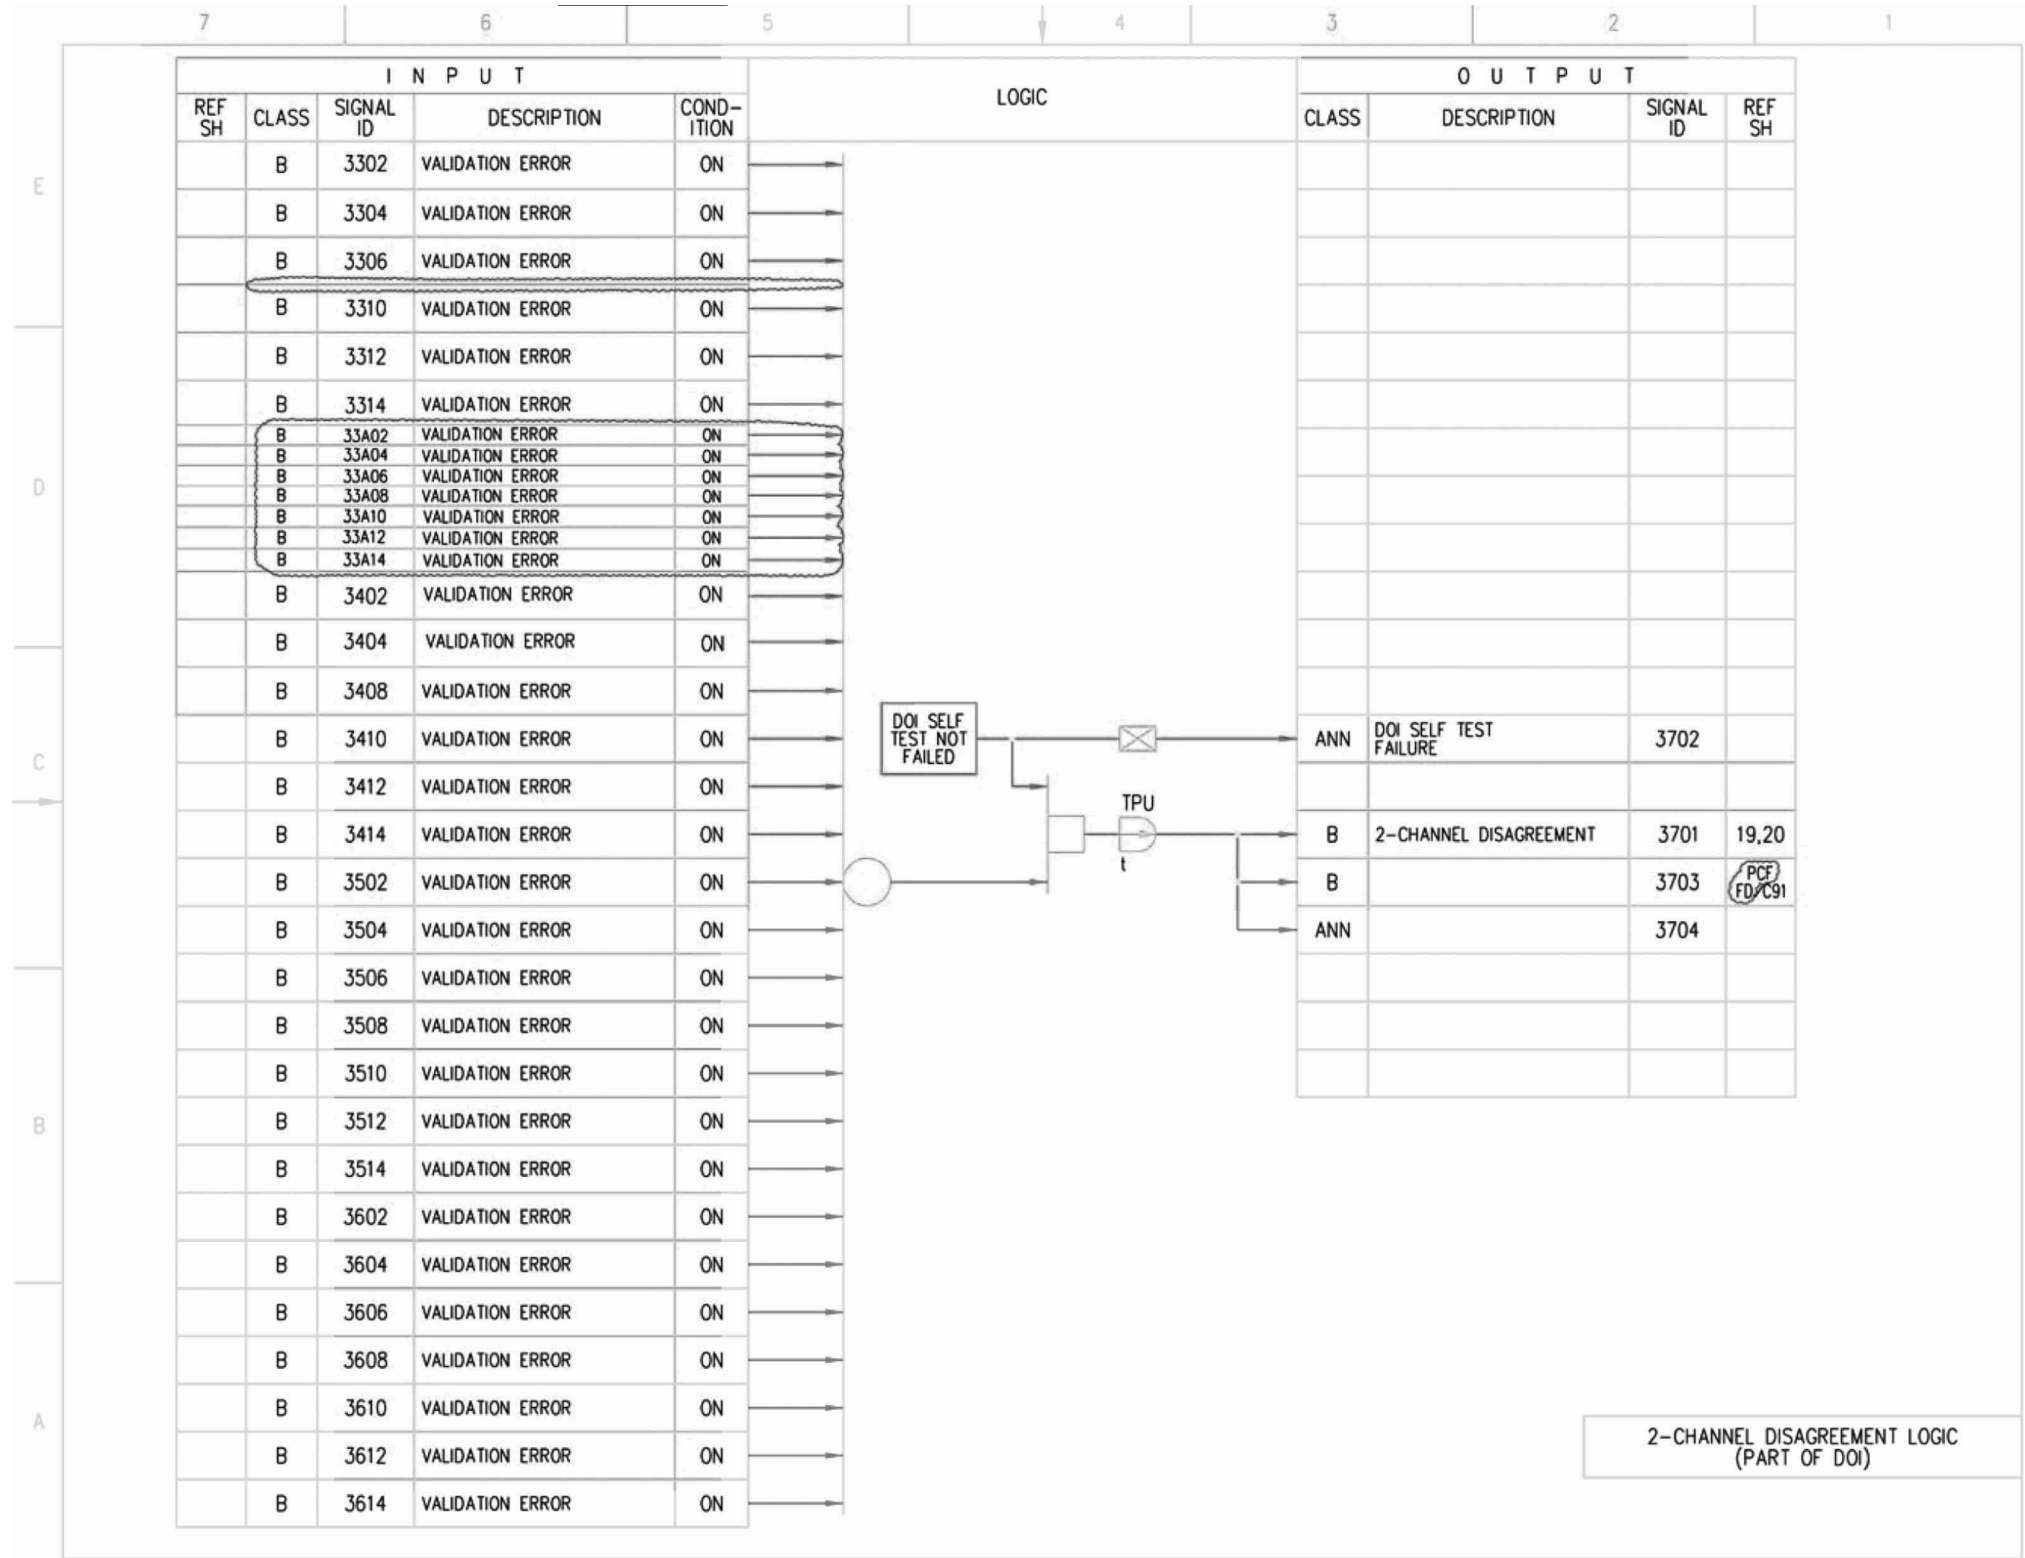 7 6 5 4 3 2 1
I N P U T
LOGIC
O U T P U T
REF SH CLASS SIGNAL ID DESCRIPTION COND-ITION
CLASS DESCRIPTION SIGNAL ID REF SH
B 3302 VALIDATION ERROR ON
E
B 3304 VALIDATION ERROR ON
B 3306 VALIDATION ERROR ON
B 3310 VALIDATION ERROR ON
B 3312 VALIDATION ERROR ON
B 3314 VALIDATION ERROR ON
B 33A02 VALIDATION ERROR ON
B 33A04 VALIDATION ERROR ON
B 33A06 VALIDATION ERROR ON
D
B 33A08 VALIDATION ERROR ON
B 33A10 VALIDATION ERROR ON
B 33A12 VALIDATION ERROR ON
B 33A14 VALIDATION ERROR ON
B 3402 VALIDATION ERROR ON
B 3404 VALIDATION ERROR ON
B 3408 VALIDATION ERROR ON
B 3410 VALIDATION ERROR ON
C
B 3412 VALIDATION ERROR ON
B 3414 VALIDATION ERROR ON
B 3502 VALIDATION ERROR ON
B 3504 VALIDATION ERROR ON
B 3506 VALIDATION ERROR ON
B 3508 VALIDATION ERROR ON
B 3510 VALIDATION ERROR ON
B 3512 VALIDATION ERROR ON
B
B 3514 VALIDATION ERROR ON
B 3602 VALIDATION ERROR ON
B 3604 VALIDATION ERROR ON
B 3606 VALIDATION ERROR ON
B 3608 VALIDATION ERROR ON
B 3610 VALIDATION ERROR ON
A
B 3612 VALIDATION ERROR ON
B 3614 VALIDATION ERROR ON
DOI SELF
TEST NOT
FAILED
TPU
t
ANN DOI SELF TEST FAILURE 3702
B 2-CHANNEL DISAGREEMENT 3701 19,20
B 3703 PCF FD/C91
ANN 3704
2-CHANNEL DISAGREEMENT LOGIC
(PART OF DOI)